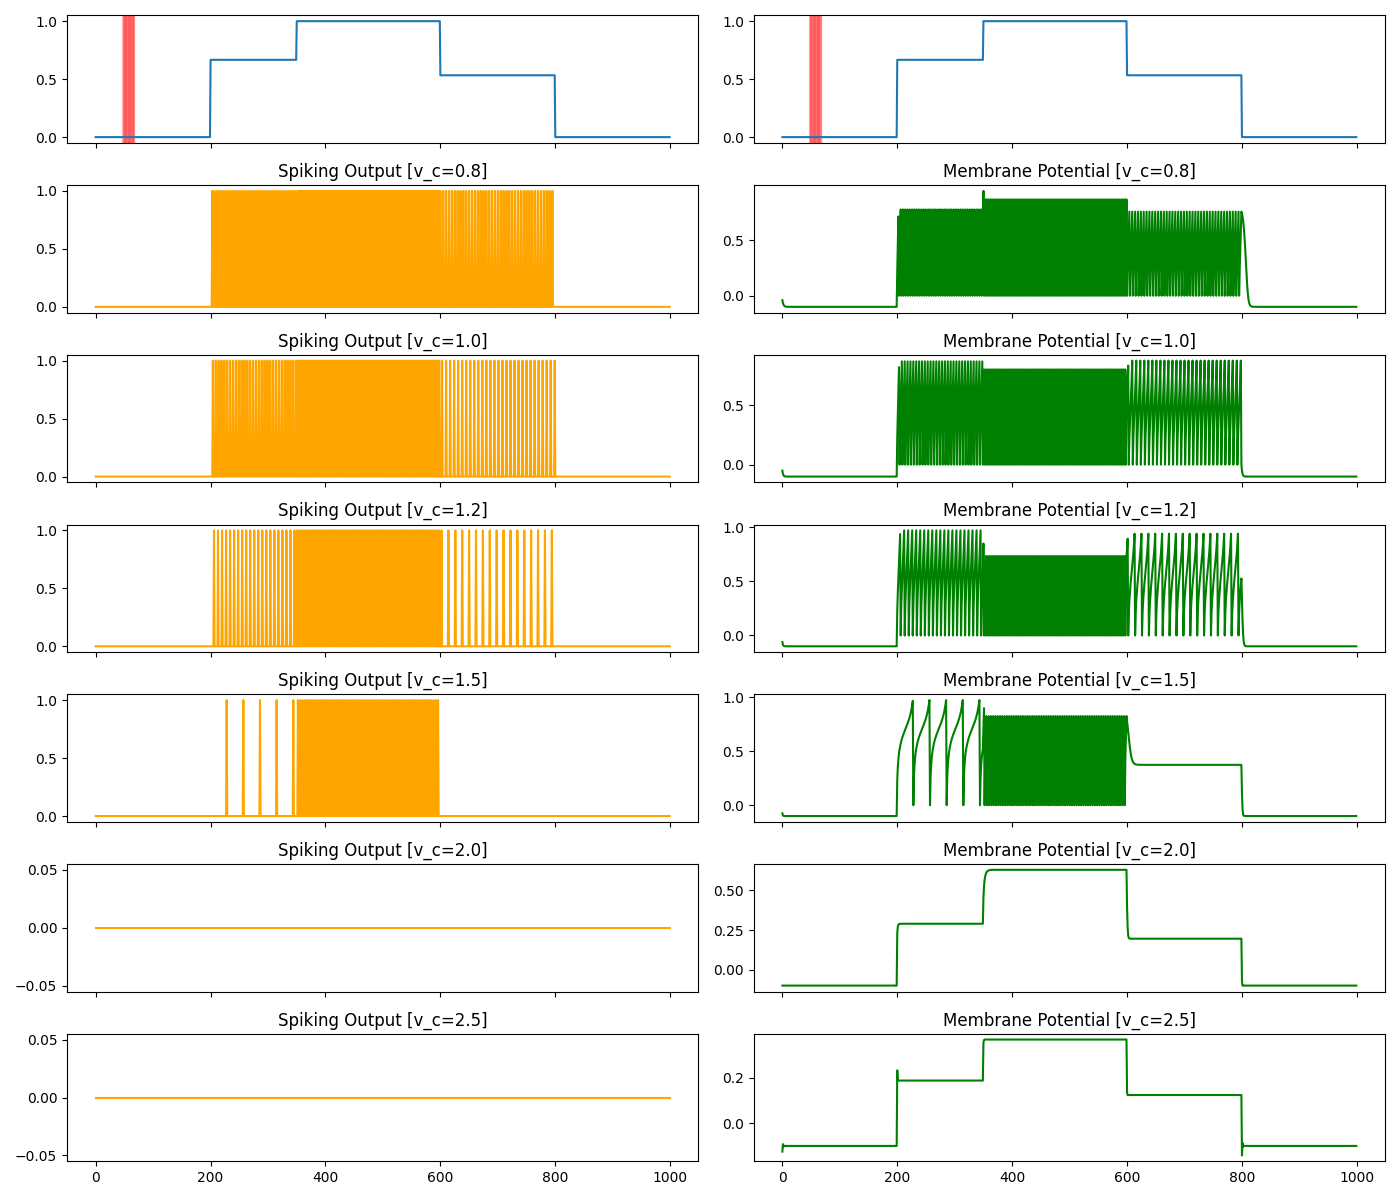 1.0
0.5
0.0
1.0
0.5
0.0
Spiking Output [v_c=0.8]
1.0
0.5
0.0
Membrane Potential [v_c=0.8]
0.5
0.0
Spiking Output [v_c=1.0]
1.0
0.5
0.0
Membrane Potential [v_c=1.0]
0.5
0.0
Spiking Output [v_c=1.2]
1.0
0.5
0.0
Membrane Potential [v_c=1.2]
1.0
0.5
0.0
Spiking Output [v_c=1.5]
1.0
0.5
0.0
Membrane Potential [v_c=1.5]
1.0
0.5
0.0
Spiking Output [v_c=2.0]
0.05
0.00
−0.05
Membrane Potential [v_c=2.0]
0.50
0.25
0.00
Spiking Output [v_c=2.5]
0.05
0.00
−0.05
0 200 400 600 800 1000
Membrane Potential [v_c=2.5]
0.2
0.0
0 200 400 600 800 1000